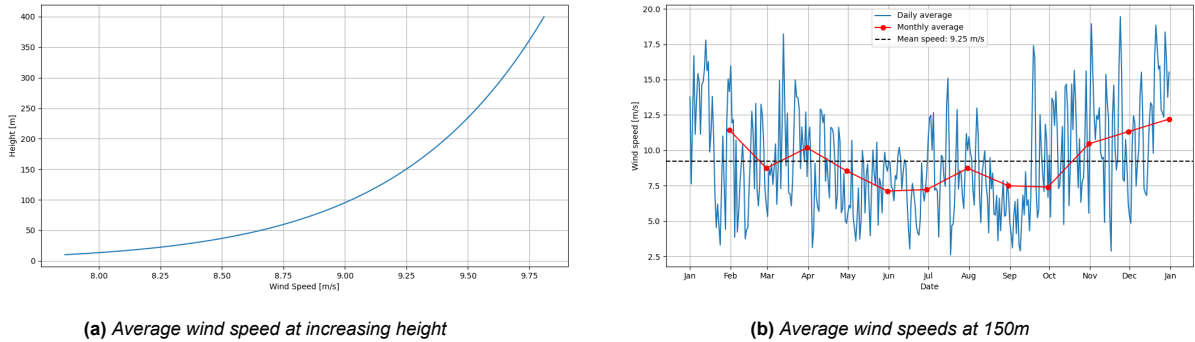 400
350
300
250
200
150
100
50
0
Height [m]
8.00 8.25 8.50 8.75 9.00 9.25 9.50 9.75
Wind Speed [m/s]
(a) Average wind speed at increasing height
Daily average
Monthly average
Mean speed: 9.25 m/s
20.0
17.5
15.0
12.5
10.0
7.5
5.0
2.5
Wind speed [m/s]
Jan Feb Mar Apr May Jun Jul Aug Sep Oct Nov Dec Jan
Date
(b) Average wind speeds at 150m